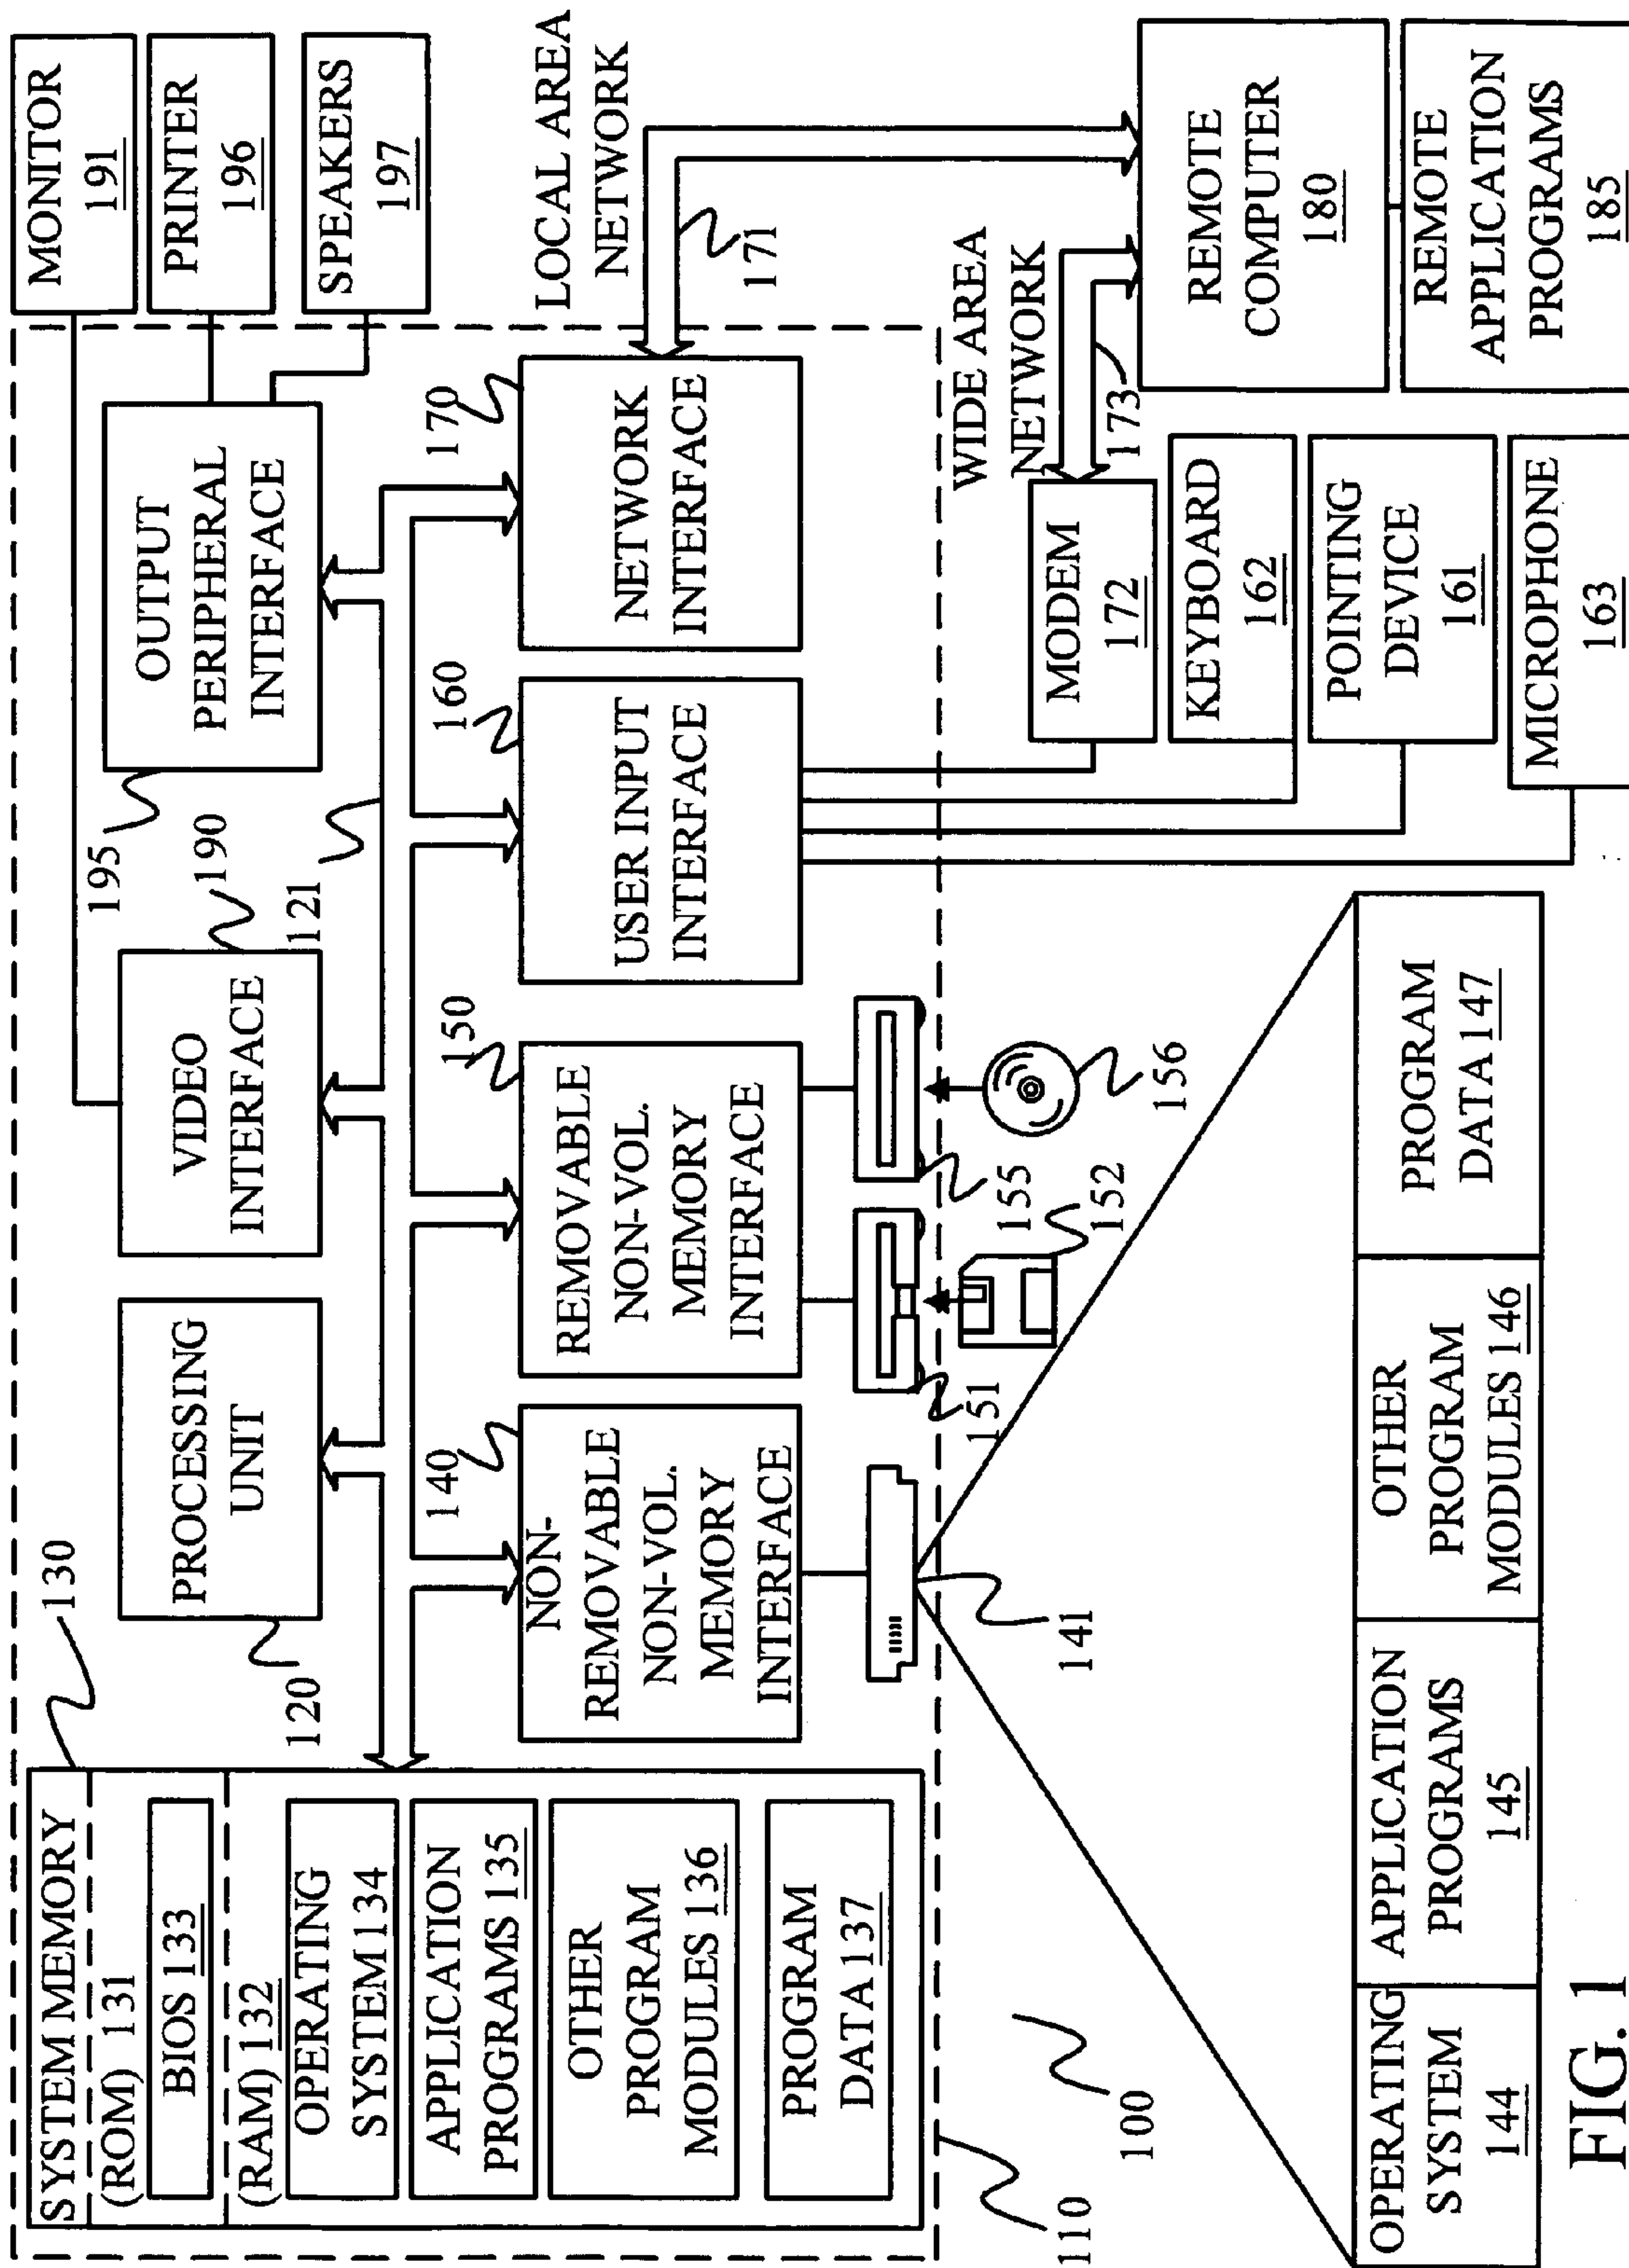 SYSTEM MEMORY
(ROM) 131
BIOS 133
(RAM) 132
OPERATING
SYSTEM 134
APPLICATION
PROGRAMS 135
OTHER
PROGRAM
MODULES 136
PROGRAM
DATA 137
130
120
PROCESSING
UNIT
VIDEO
INTERFACE
190
121
195
OUTPUT
PERIPHERAL
INTERFACE
MONITOR
191
PRINTER
196
SPEAKERS
197
140
NON-
REMOVABLE
NON-VOL.
MEMORY
INTERFACE
150
REMOVABLE
NON-VOL.
MEMORY
INTERFACE
160
USER INPUT
INTERFACE
170
NETWORK
INTERFACE
LOCAL AREA
NETWORK
171
141
151
152
155
156
WIDE AREA
NETWORK
173
MODEM
172
KEYBOARD
162
POINTING
DEVICE
161
MICROPHONE
163
REMOTE
COMPUTER
180
REMOTE
APPLICATION
PROGRAMS
185
110
100
OPERATING
SYSTEM
144
APPLICATION
PROGRAMS
145
OTHER
PROGRAM
MODULES 146
PROGRAM
DATA 147
FIG. 1